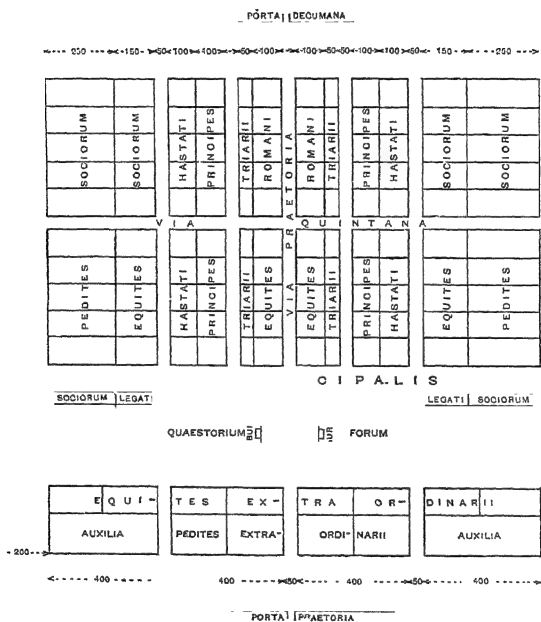 PORTA DECUMANA
250 150 50 100 100 50 100 100 50 50 100 100 50 150 250
SOCIORUM SOCIORUM HASTATI PRINCIPES TRIARII ROMANI ROMANI TRIARII PRINCIPES HASTATI SOCIORUM SOCIORUM
VIA PRAETORIA
VIA QUINTANA
PEDITES EQUITES HASTATI PRINCIPES TRIARII EQUITES EQUITES TRIARII PRINCIPES HASTATI EQUITES PEDITES
CIPALIS
SOCIORUM LEGATI LEGATI SOCIORUM
QUAESTORIUM FORUM
EQUI- TES EX- TRA OR- DINARII
AUXILIA PEDITES EXTRA- ORDI- NARII AUXILIA
200
400 400 50 400 50 400
PORTA PRAETORIA